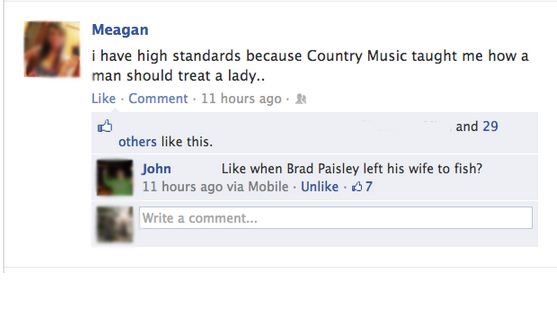 Meagan
i have high standards because Country Music taught me how a
man should treat a lady..
Like · Comment · 11 hours ago ·
and 29
others like this.
John Like when Brad Paisley left his wife to fish?
11 hours ago via Mobile · Unlike · 7
Write a comment...